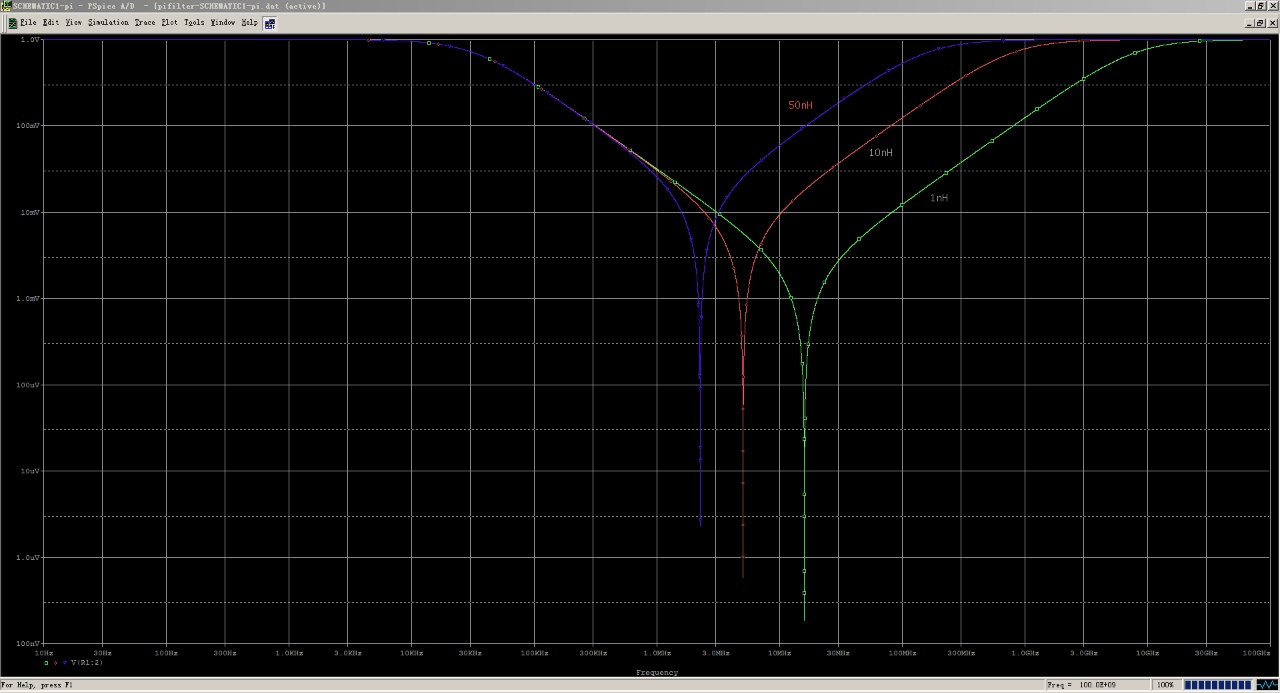 SCHEMATIC1-pi - PSpice A/D - [pifilter-SCHEMATIC1-pi.dat (active)]
File Edit View Simulation Trace Plot Tools Window Help
1.0V
50nH
100mV
10nH
1nH
10mV
1.0mV
100uV
10uV
1.0uV
100nV
10Hz 30Hz 100Hz 300Hz 1.0KHz 3.0KHz 10KHz 30KHz 100KHz 300KHz 1.0MHz 3.0MHz 10MHz 30MHz 100MHz 300MHz 1.0GHz 3.0GHz 10GHz 30GHz 100GHz
V(R1:2)
Frequency
For Help, press F1 Freq = 100.0E+09 100%